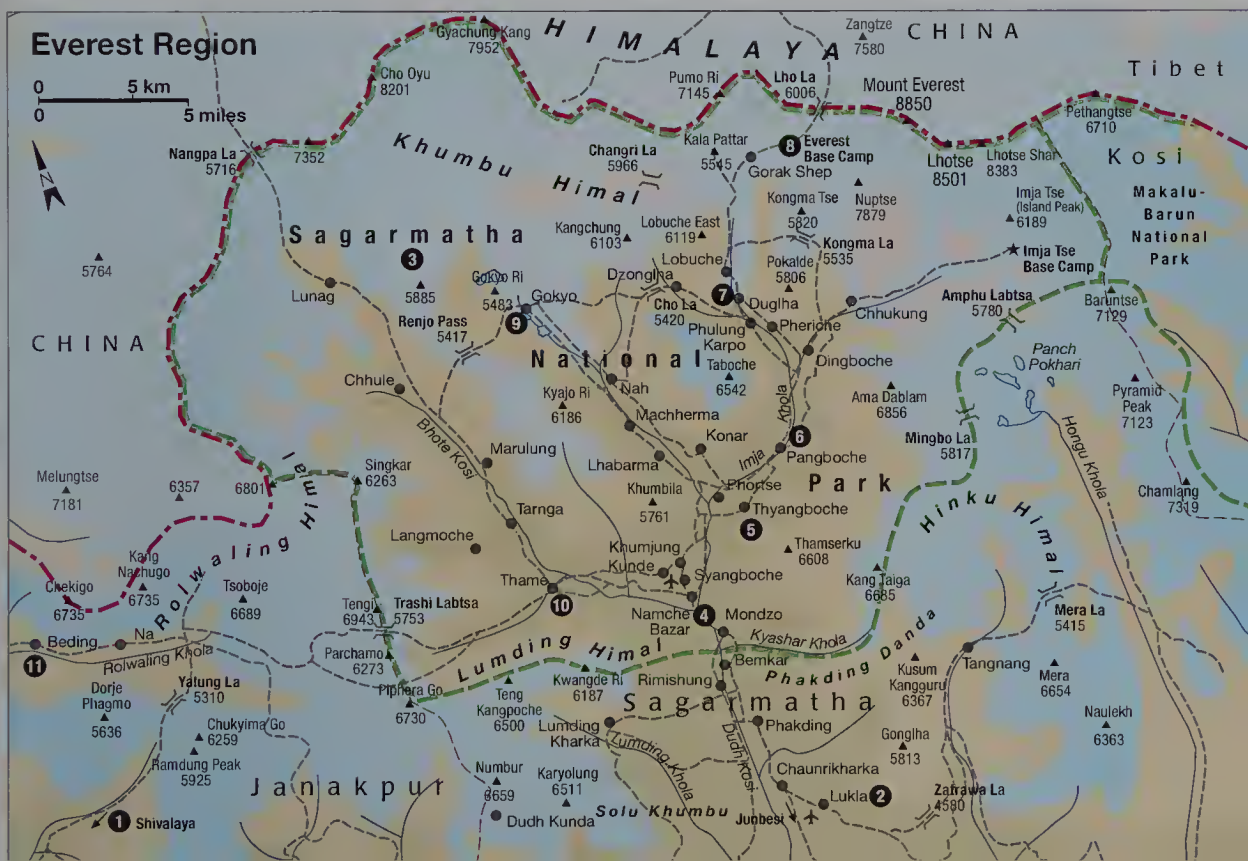 Everest Region
0 5 km
0 5 miles
N
HIMALAYA
CHINA
Tibet
Zangtze
7580
Gyachung Kang
7952
Cho Oyu
8201
Pumo Ri
7145
Lho La
6006
Mount Everest
8850
Pethangtse
6710
Nangpa La
5716
7352
Khumbu Himal
Changri La
5966
Kala Pattar
5545
8
Everest
Base Camp
Gorak Shep
Lhotse
8501
Lhotse Shar
8383
Kosi
Makalu-
Barun
National
Park
Nuptse
7879
Kongma Tse
5820
Imja Tse
(Island Peak)
6189
5764
Sagarmatha
3
Kangchung
6103
Lobuche East
6119
Kongma La
5535
Imja Tse
Base Camp
Lunag
5885
Gokyo Ri
5483
Gokyo
9
Dzonglha
Lobuche
Pokalde
5806
7
Duglha
Cho La
5420
Chhukung
Amphu Labtsa
5780
Baruntse
7129
CHINA
Renjo Pass
5417
Phulung
Karpo
Pheriche
Dingboche
Panch
Pokhari
National
Chhule
Kyajo Ri
6186
Nah
Taboche
6542
Khola
Ama Dablam
6856
Pyramid
Peak
7123
Machherma
Bhote Kosi
Marulung
Lhabarma
Konar
Imja
6
Pangboche
Mingbo La
5817
Hongu Khola
Melungtse
7181
6357
6801
Singkar
6263
Khumbila
5761
Phortse
Park
Chamlang
7319
Thyangboche
5
Hinku Himal
Rolwaling Himal
Tarnga
Langmoche
Thamserku
6608
Khumjung
Kunde
Syangboche
Kang
Nachugo
6735
Chekigo
6735
Tsoboje
6689
Tengi
6943
Trashi Labtsa
5753
Thame
10
Kang Taiga
6685
Namche
Bazar
4
Mondzo
Mera La
5415
Beding
11
Na
Rolwaling Khola
Parchamo
6273
Lumding Himal
Kyashar Khola
Bemkar
Phakding Danda
Kusum
Kangguru
6367
Tangnang
Mera
6654
Yalung La
5310
Dorje
Phagmo
5636
Piphera Go
6730
Teng
Kangpoche
6500
Kwangde Ri
6187
Rimishung
Sagarmatha
Naulekh
6363
Chukyima Go
6259
Ramdung Peak
5925
Lumding
Kharka
Lumding Khola
Dudh Kosi
Phakding
Gonglha
5813
Janakpur
Numbur
6659
Karyolung
6511
Chaunrikharka
Lukla
2
Zatrawa La
4580
1
Shivalaya
Dudh Kunda
Solu Khumbu
Junbesi